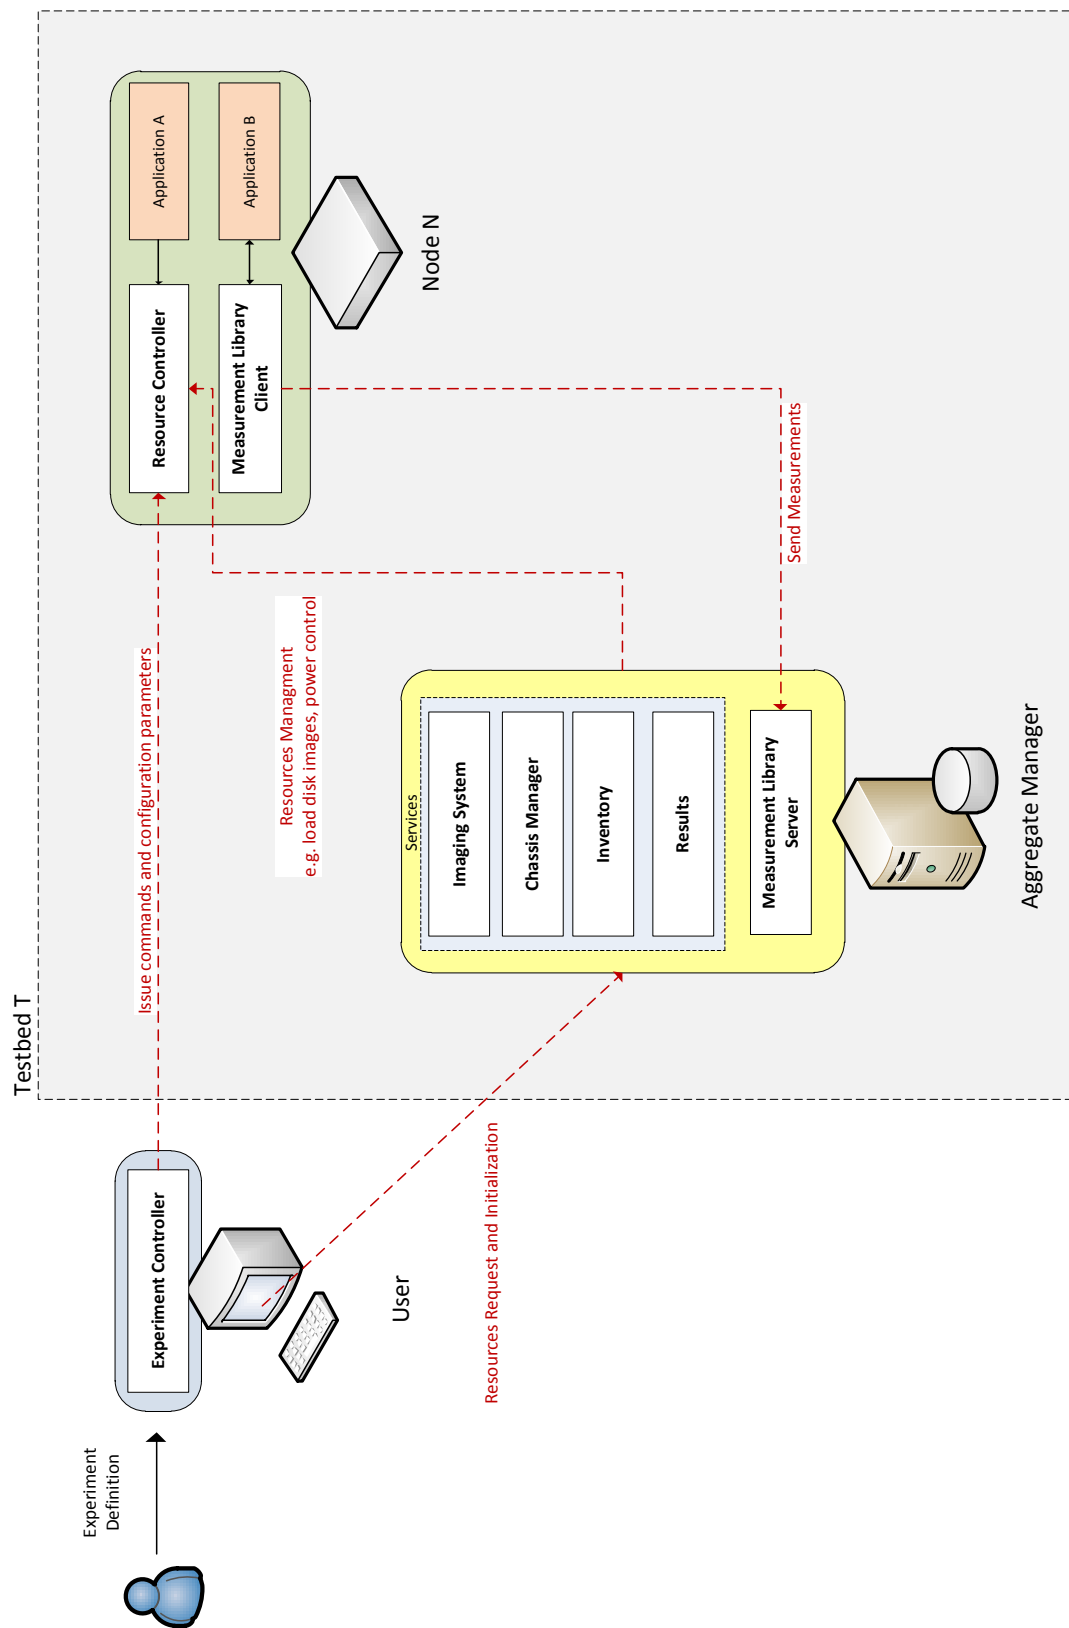 Testbed T
Experiment
Definition
Experiment Controller
User
Issue commands and configuration parameters
Resource Controller
Application A
Measurement Library
Client
Application B
Node N
Resources Managment
e.g. load disk images, power control
Resources Request and Initialization
Send Measurements
Services
Imaging System
Chassis Manager
Inventory
Results
Measurement Library
Server
Aggregate Manager